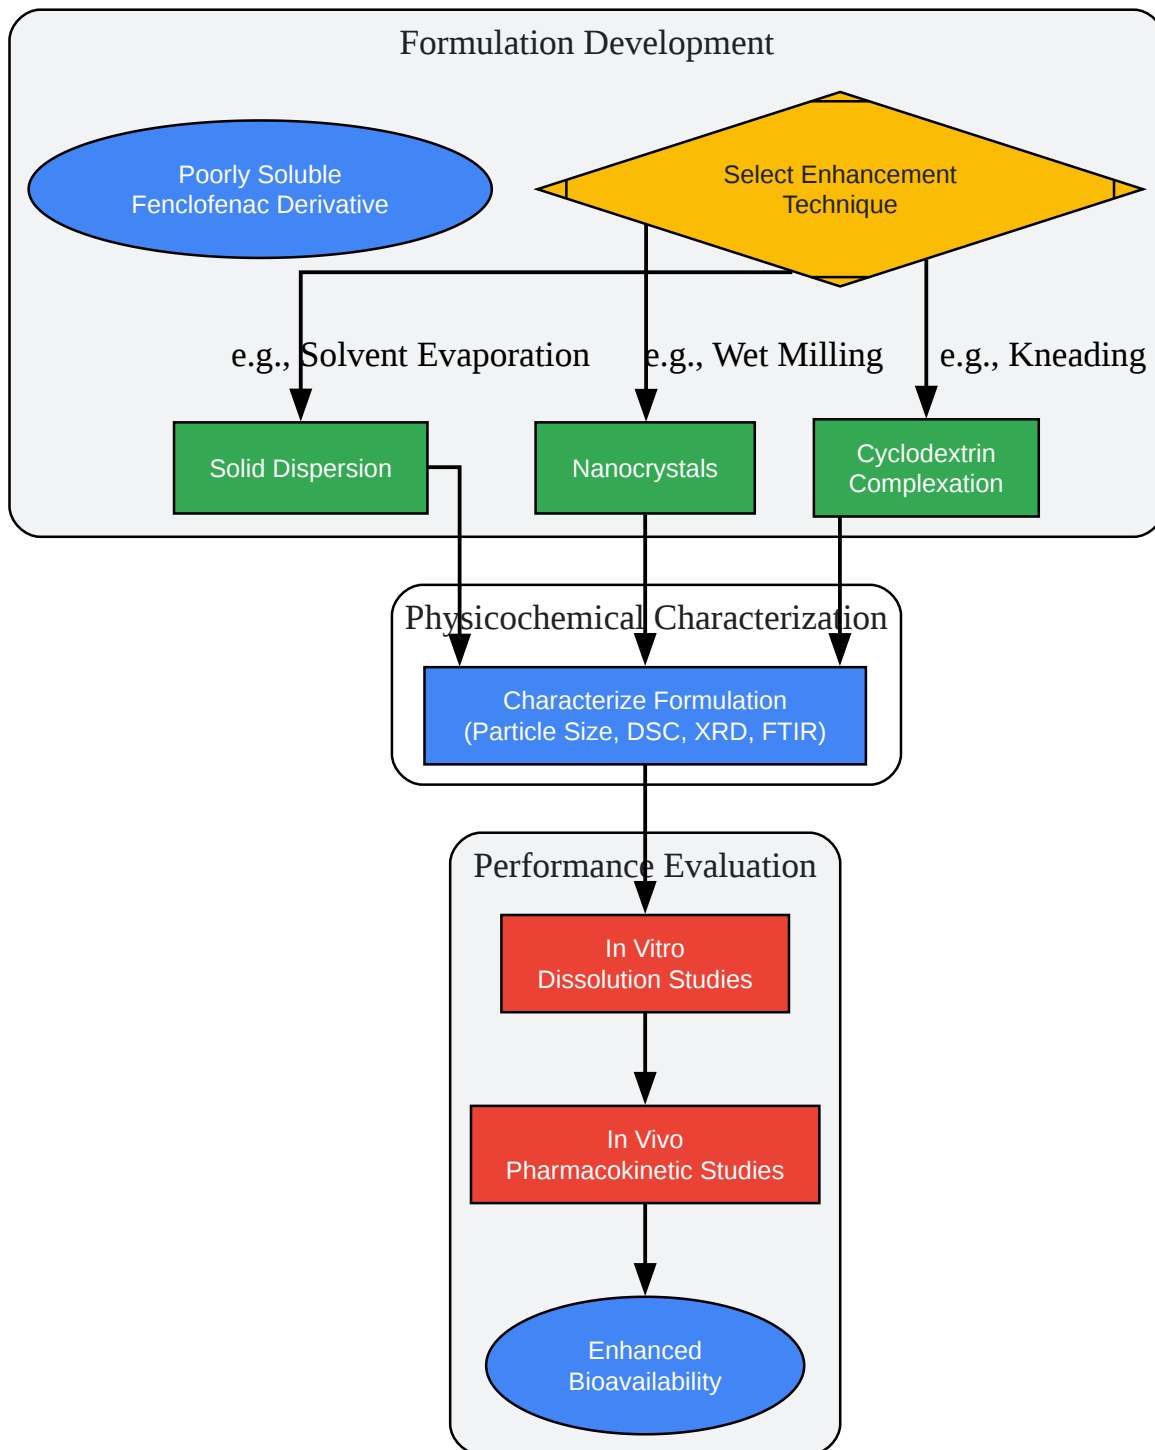 Formulation Development
Poorly Soluble
Fenclofenac Derivative
Select Enhancement
Technique
e.g., Solvent Evaporation
e.g., Wet Milling
e.g., Kneading
Solid Dispersion
Nanocrystals
Cyclodextrin
Complexation
Physicochemical Characterization
Characterize Formulation
(Particle Size, DSC, XRD, FTIR)
Performance Evaluation
In Vitro
Dissolution Studies
In Vivo
Pharmacokinetic Studies
Enhanced
Bioavailability